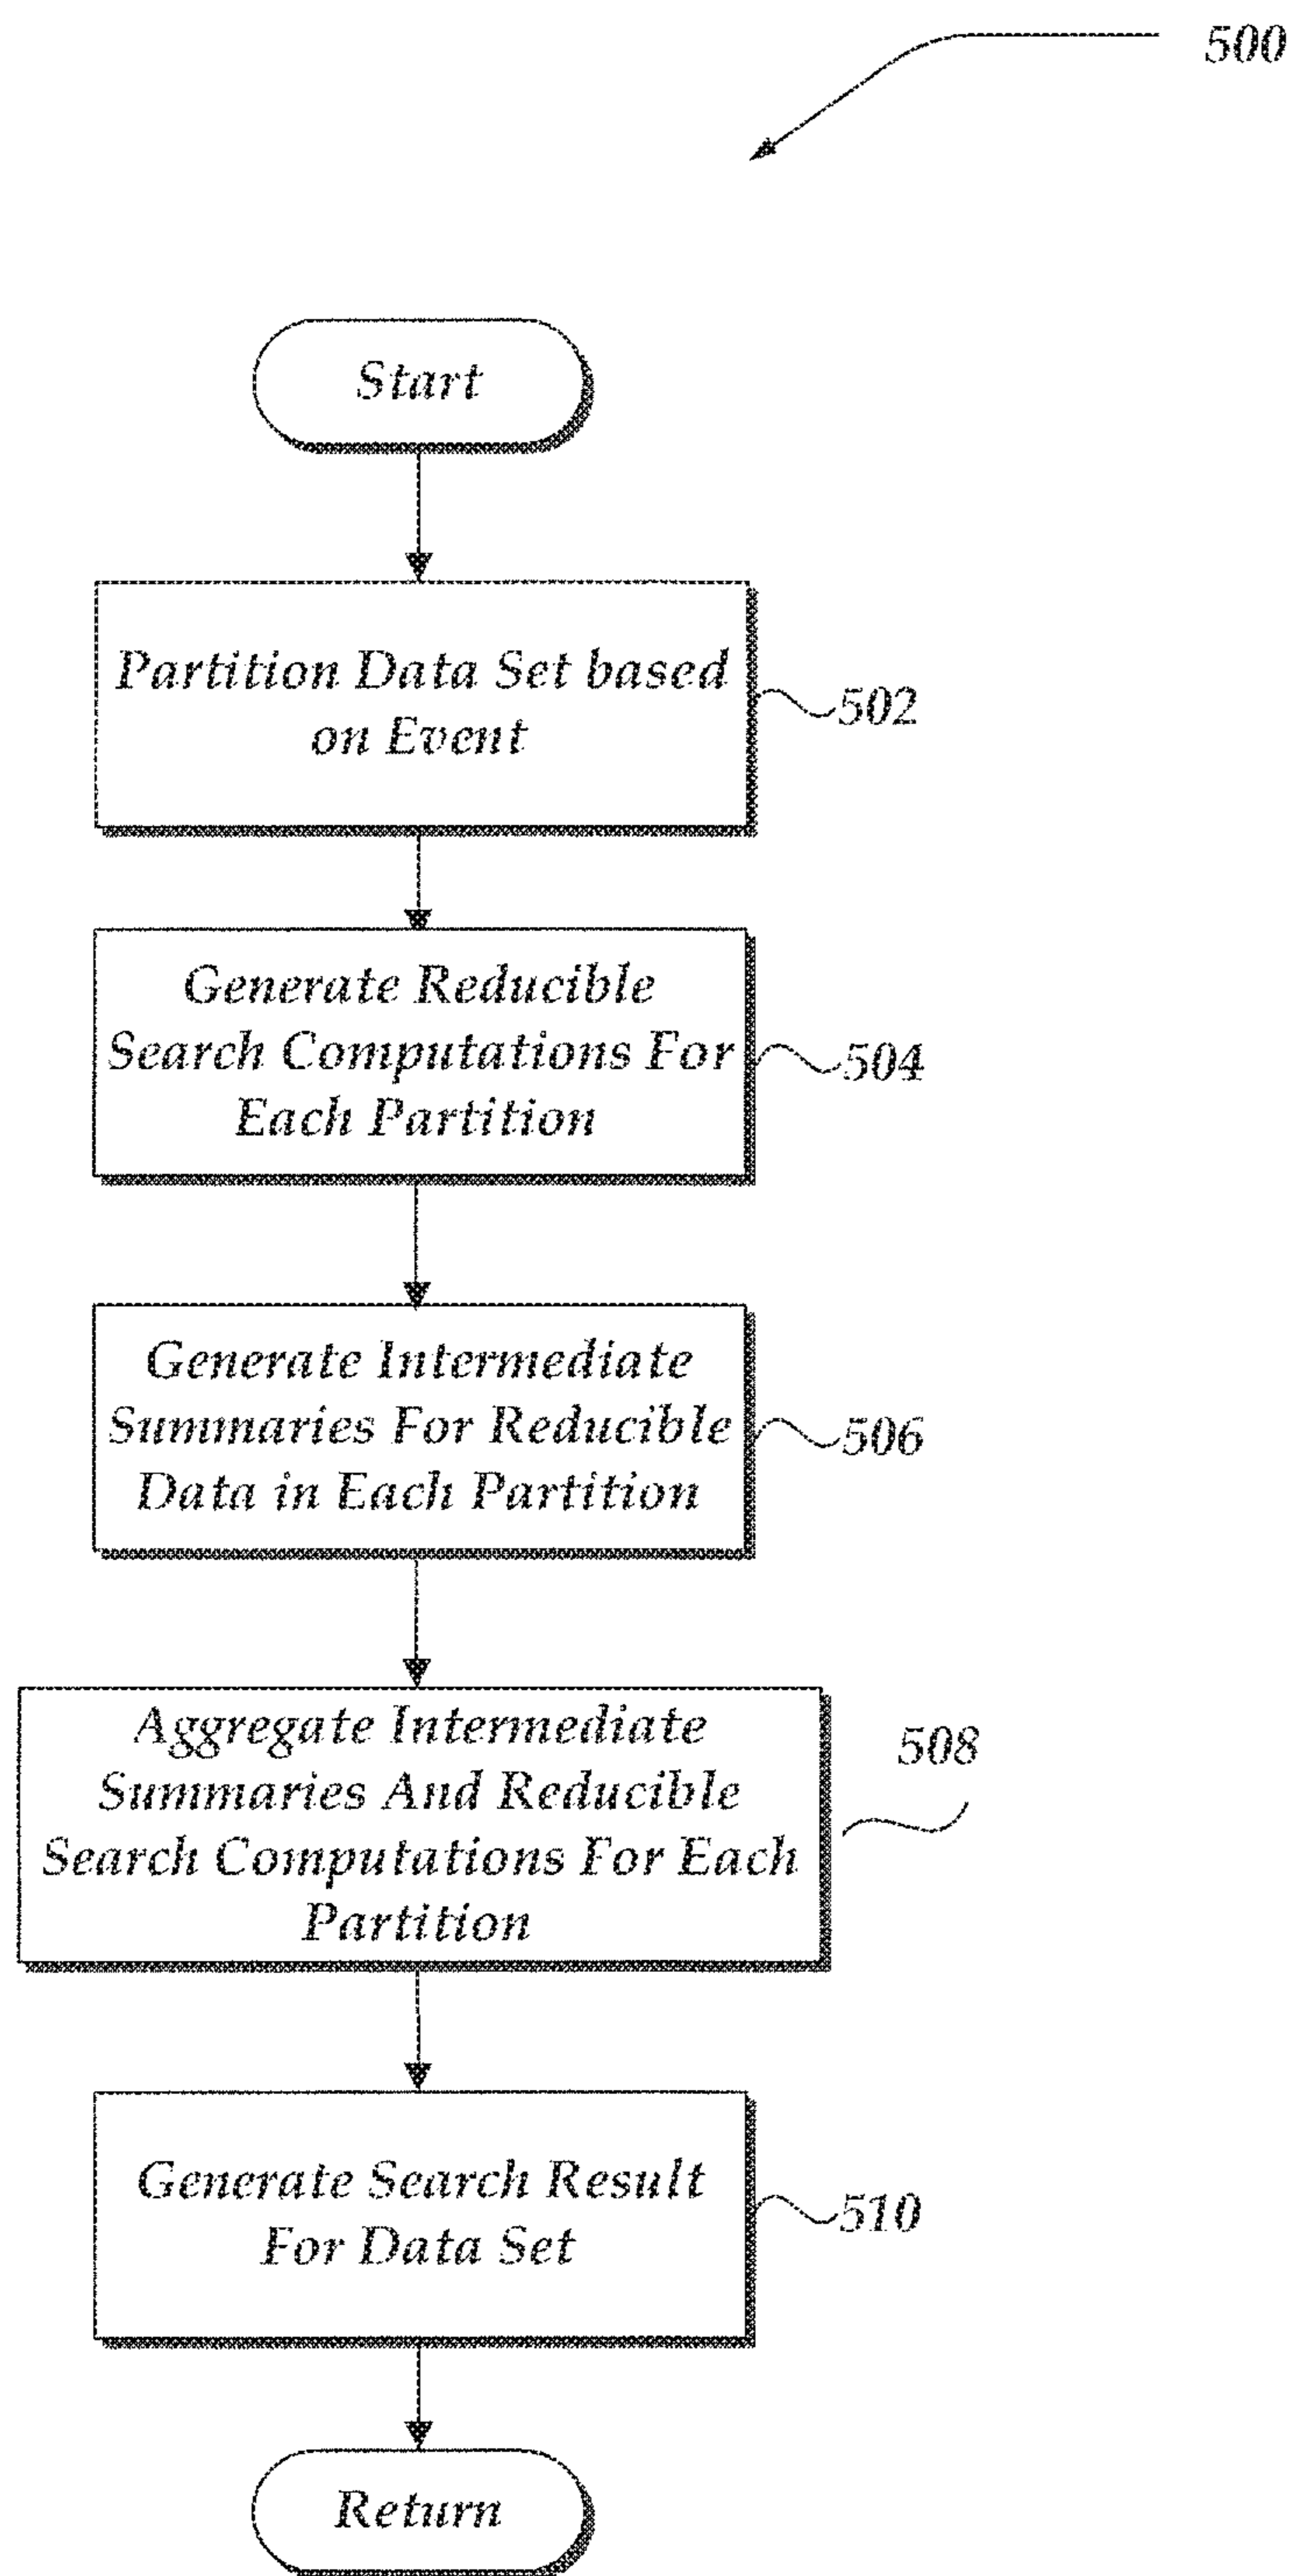 500
Start
Partition Data Set based
on Event
502
Generate Reducible
Search Computations For
Each Partition
504
Generate Intermediate
Summaries For Reducible
Data in Each Partition
506
Aggregate Intermediate
Summaries And Reducible
Search Computations For Each
Partition
508
Generate Search Result
For Data Set
510
Return